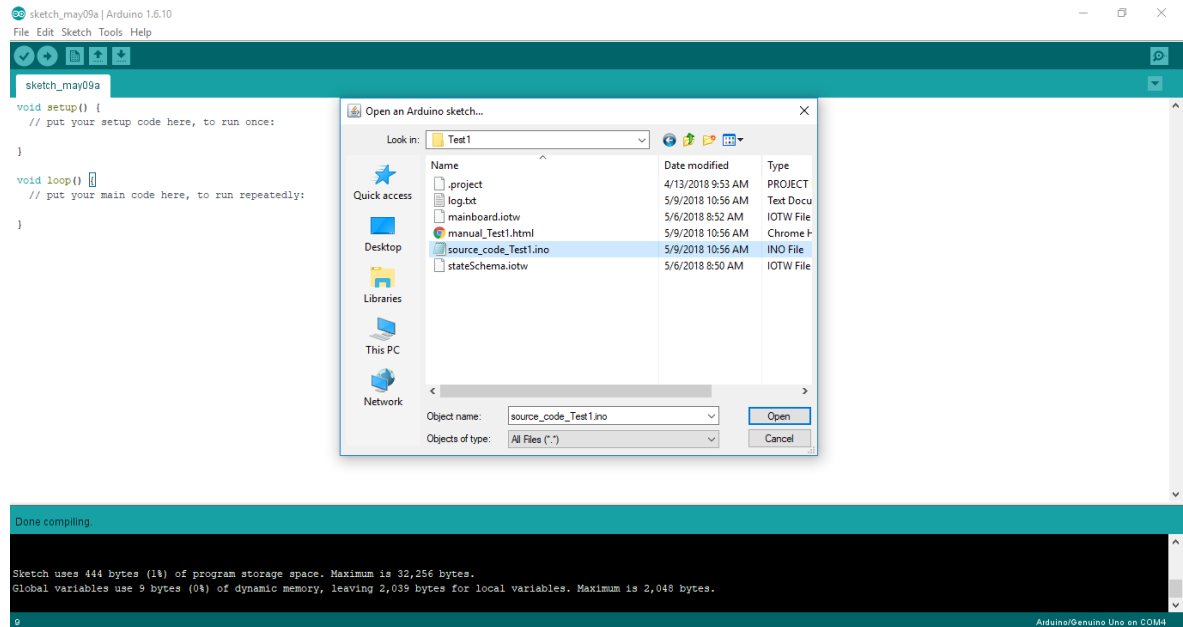 sketch_may09a | Arduino 1.6.10
File Edit Sketch Tools Help
sketch_may09a
void setup() {
// put your setup code here, to run once:
}
void loop() {
// put your main code here, to run repeatedly:
}
Open an Arduino sketch...
Look in: Test1
Quick access
Desktop
Libraries
This PC
Network
Name Date modified Type
.project 4/13/2018 9:53 AM PROJECT
log.txt 5/9/2018 10:56 AM Text Docu
mainboard.iotw 5/6/2018 8:52 AM IOTW File
manual_Test1.html 5/9/2018 10:56 AM Chrome H
source_code_Test1.ino 5/9/2018 10:56 AM INO File
stateSchema.iotw 5/6/2018 8:50 AM IOTW File
Object name: source_code_Test1.ino Open
Objects of type: All Files (*.*) Cancel
Done compiling.
Sketch uses 444 bytes (1%) of program storage space. Maximum is 32,256 bytes.
Global variables use 9 bytes (0%) of dynamic memory, leaving 2,039 bytes for local variables. Maximum is 2,048 bytes.
9 Arduino/Genuino Uno on COM4